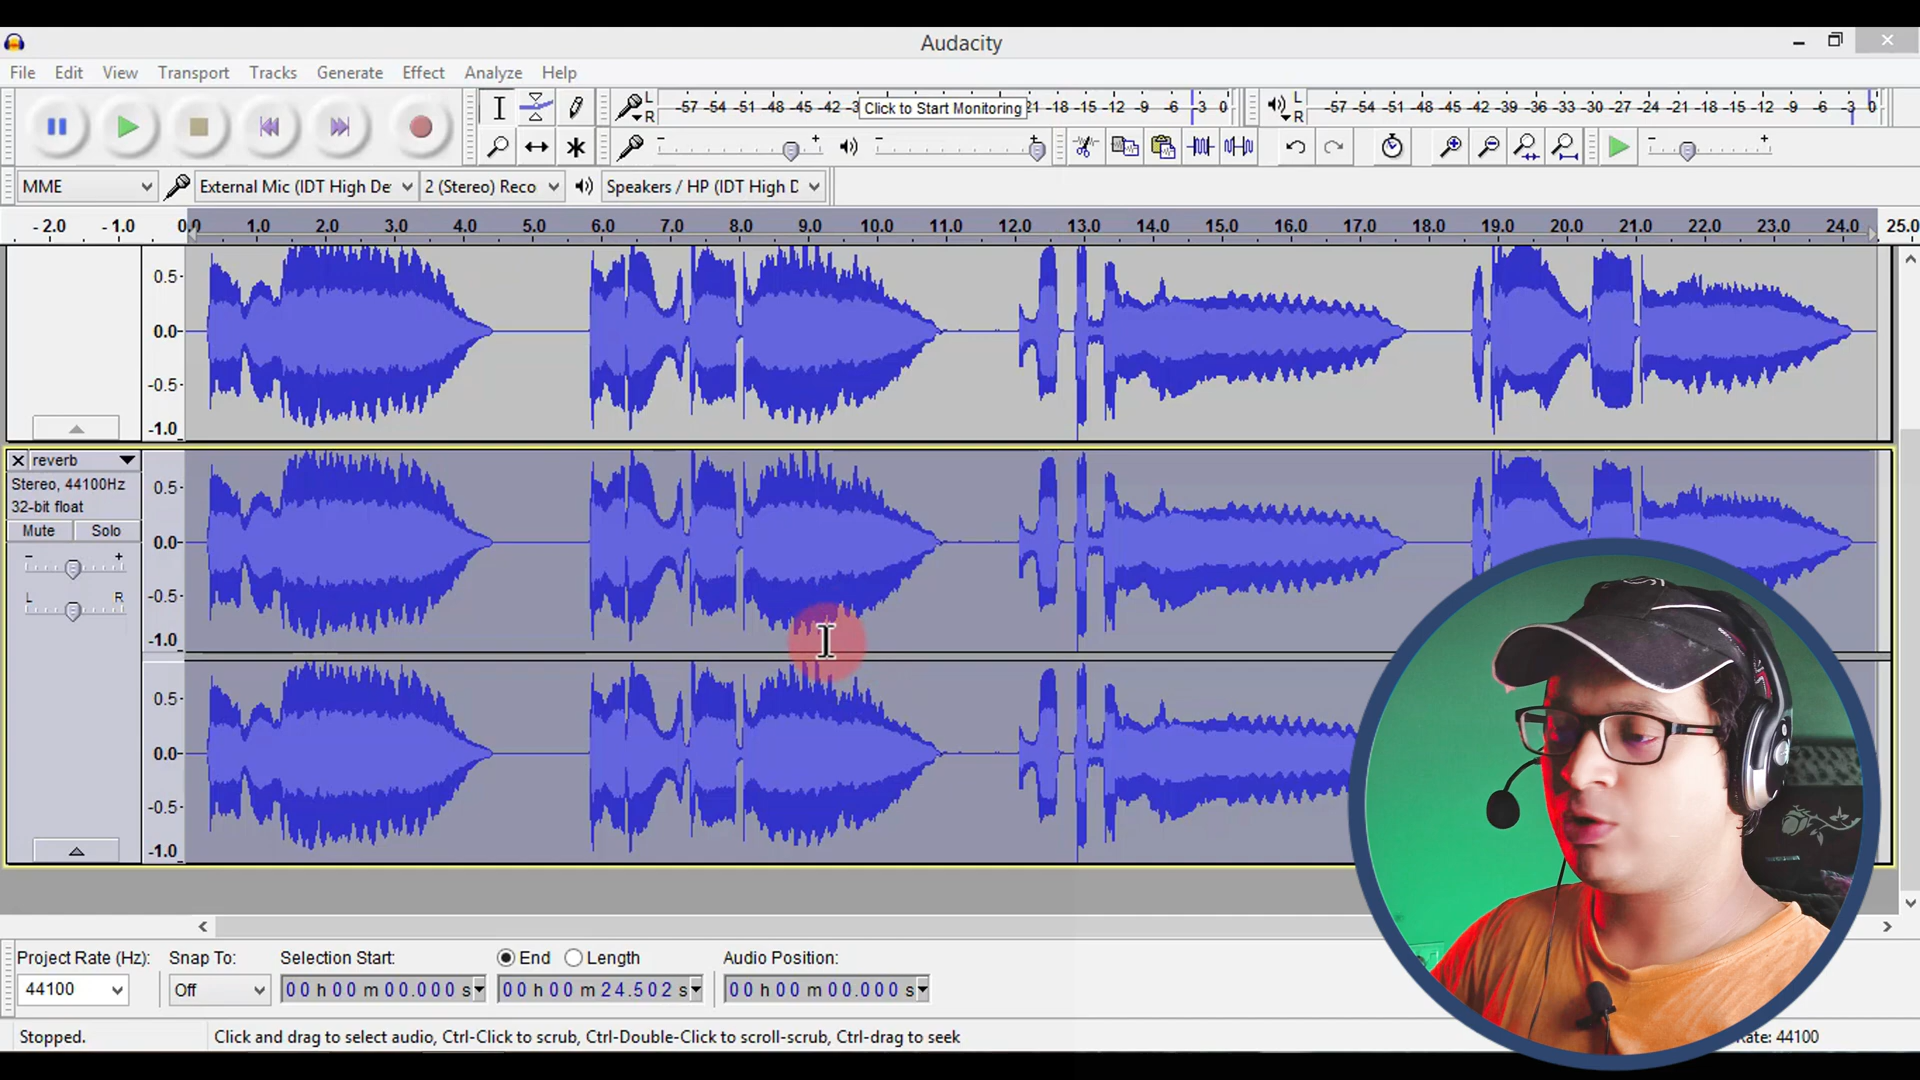 Audacity
File Edit View Transport Tracks Generate Effect Analyze Help
L R -57 -54 -51 -48 -45 -42 -3 Click to Start Monitoring 21 -18 -15 -12 -9 -6 -3 0 L R -57 -54 -51 -48 -45 -42 -39 -36 -33 -30 -27 -24 -21 -18 -15 -12 -9 -6 -3 0
- + - + - +
MME External Mic (IDT High De 2 (Stereo) Reco Speakers / HP (IDT High D
- 2.0 - 1.0 0.0 1.0 2.0 3.0 4.0 5.0 6.0 7.0 8.0 9.0 10.0 11.0 12.0 13.0 14.0 15.0 16.0 17.0 18.0 19.0 20.0 21.0 22.0 23.0 24.0 25.0
0.5-
0.0-
-0.5-
-1.0
X reverb
Stereo, 44100Hz
32-bit float
Mute Solo
- +
L R
0.5-
0.0-
-0.5-
-1.0
0.5-
0.0-
-0.5-
-1.0
Project Rate (Hz): Snap To: Selection Start: End Length Audio Position:
44100 Off 00 h 00 m 00.000 s 00 h 00 m 24.502 s 00 h 00 m 00.000 s
Stopped. Click and drag to select audio, Ctrl-Click to scrub, Ctrl-Double-Click to scroll-scrub, Ctrl-drag to seek Rate: 44100